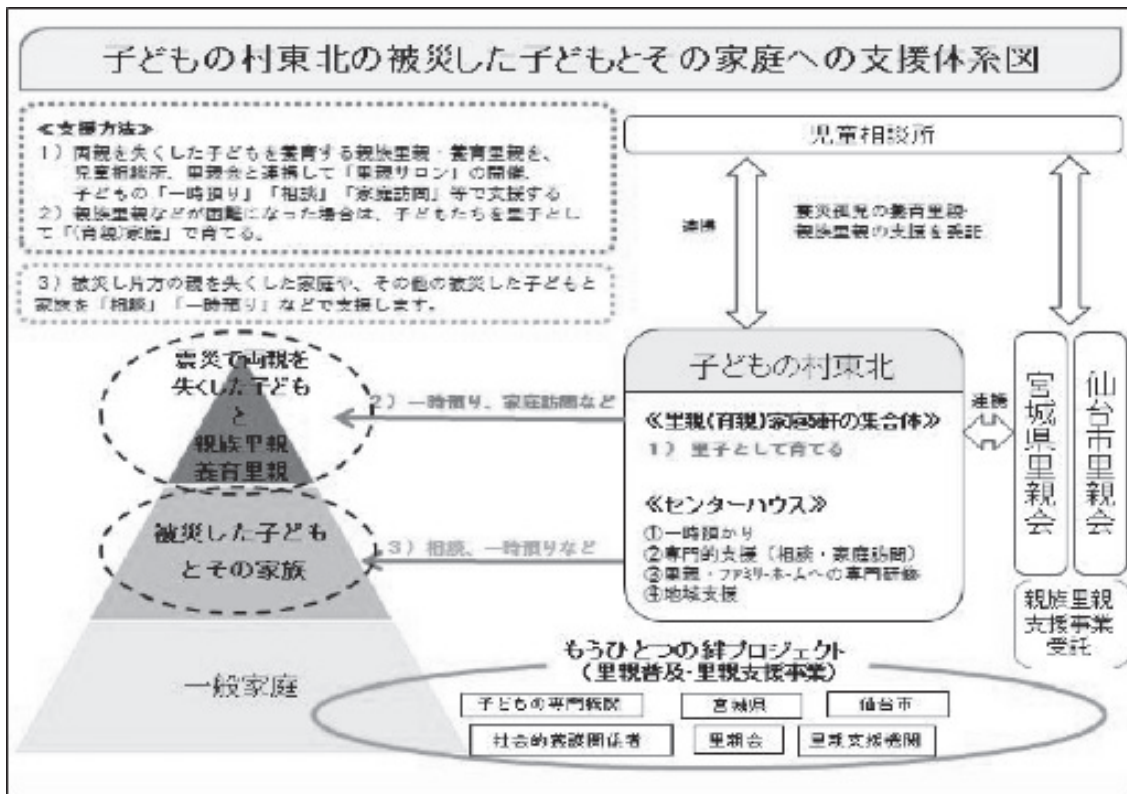 子どもの村東北の被災した子どもとその家庭への支援体系図
≪支援方法≫
1）両親を失くした子どもを養育する親族里親・養育里親を、
児童相談所、里親会と連携して「里親サロン」の開催、
子どもの「一時預り」「相談」「家庭訪問」等で支援する
2）親族里親などが困難になった場合は、子どもたちを里子とし
て「(育親)家庭」で育てる。
3）被災し片方の親を失くした家庭や、その他の被災した子どもと
家族を「相談」「一時預り」などで支援します。
児童相談所
連携
震災孤児の養育里親・
親族里親の支援を委託
震災で両親を
失くした子ども
と
親族里親
養育里親
2）一時預り、家庭訪問など
被災した子ども
とその家族
3）相談、一時預りなど
一般家庭
子どもの村東北
≪里親(育親)家庭5軒の集合体≫
1）里子として育てる
≪センターハウス≫
①一時預かり
②専門的支援（相談・家庭訪問）
③里親・ファミリーホームへの専門研修
④地域支援
連携
宮城県里親会
仙台市里親会
親族里親
支援事業
受託
もうひとつの絆プロジェクト
（里親普及・里親支援事業）
子どもの専門機関
宮城県
仙台市
社会的養護関係者
里親会
里親支援機関